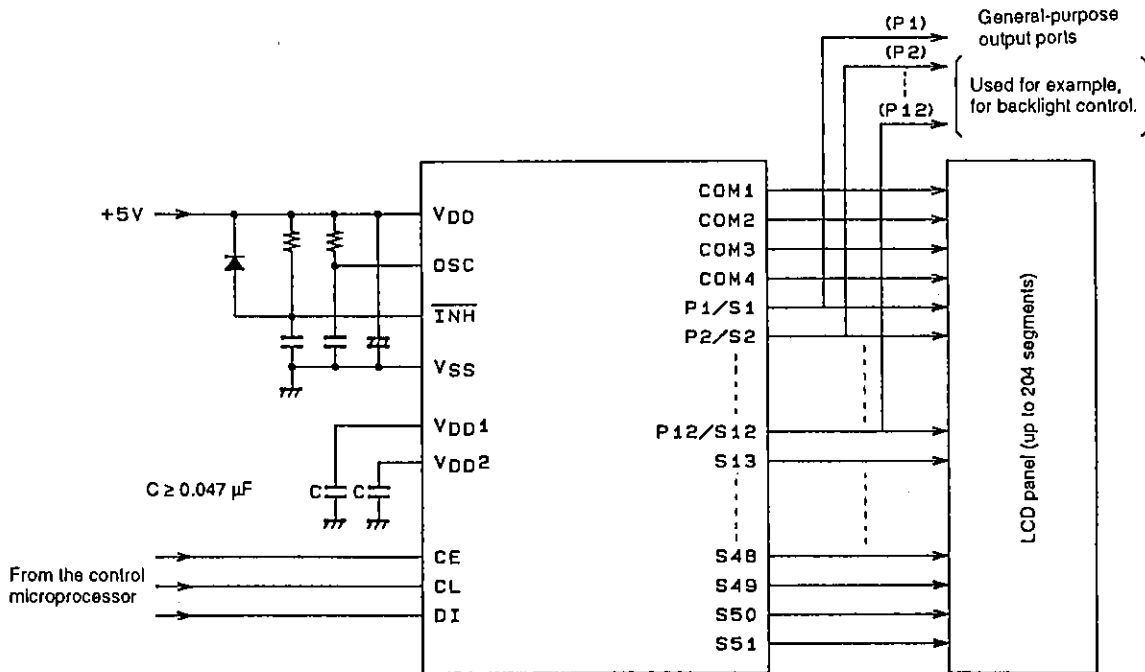 (P1)
General-purpose
output ports
(P2)
(P12)
Used for example,
for backlight control.
+5V
VDD
OSC
INH
VSS
VDD1
VDD2
C ≥ 0.047 µF
C
C
From the control
microprocessor
CE
CL
DI
COM1
COM2
COM3
COM4
P1/S1
P2/S2
P12/S12
S13
S48
S49
S50
S51
LCD panel (up to 204 segments)